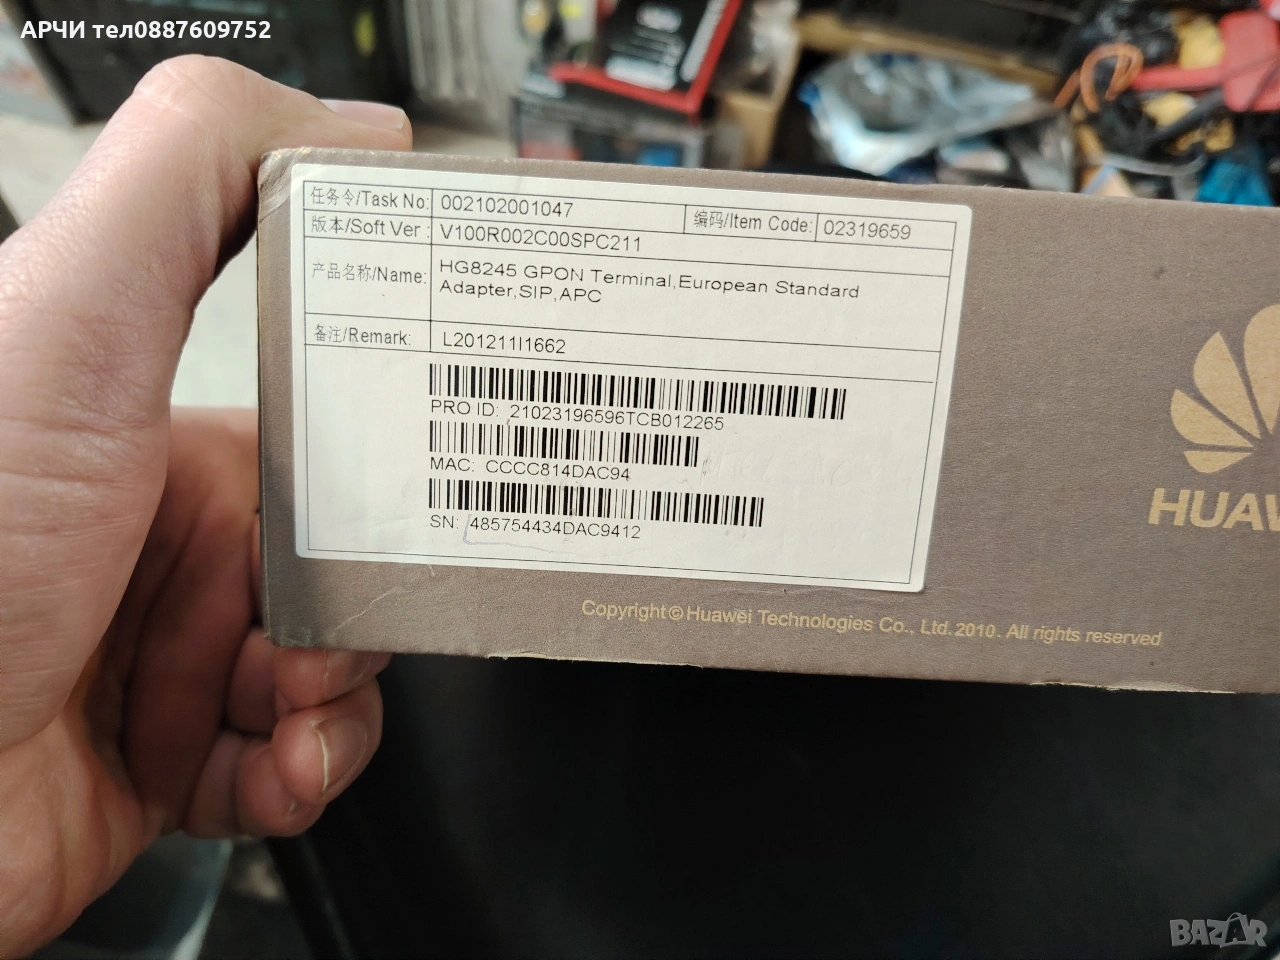 АРЧИ тел0887609752
任务令/Task No: 002102001047 编码/Item Code: 02319659
版本/Soft Ver : V100R002C00SPC211
产品名称/Name: HG8245 GPON Terminal,European Standard
Adapter,SIP,APC
备注/Remark: L201211I1662
PRO ID: 21023196596TCB012265
MAC: CCCC814DAC94
SN: 485754434DAC9412
HUAW
Copyright © Huawei Technologies Co., Ltd. 2010. All rights reserved
BAZAR